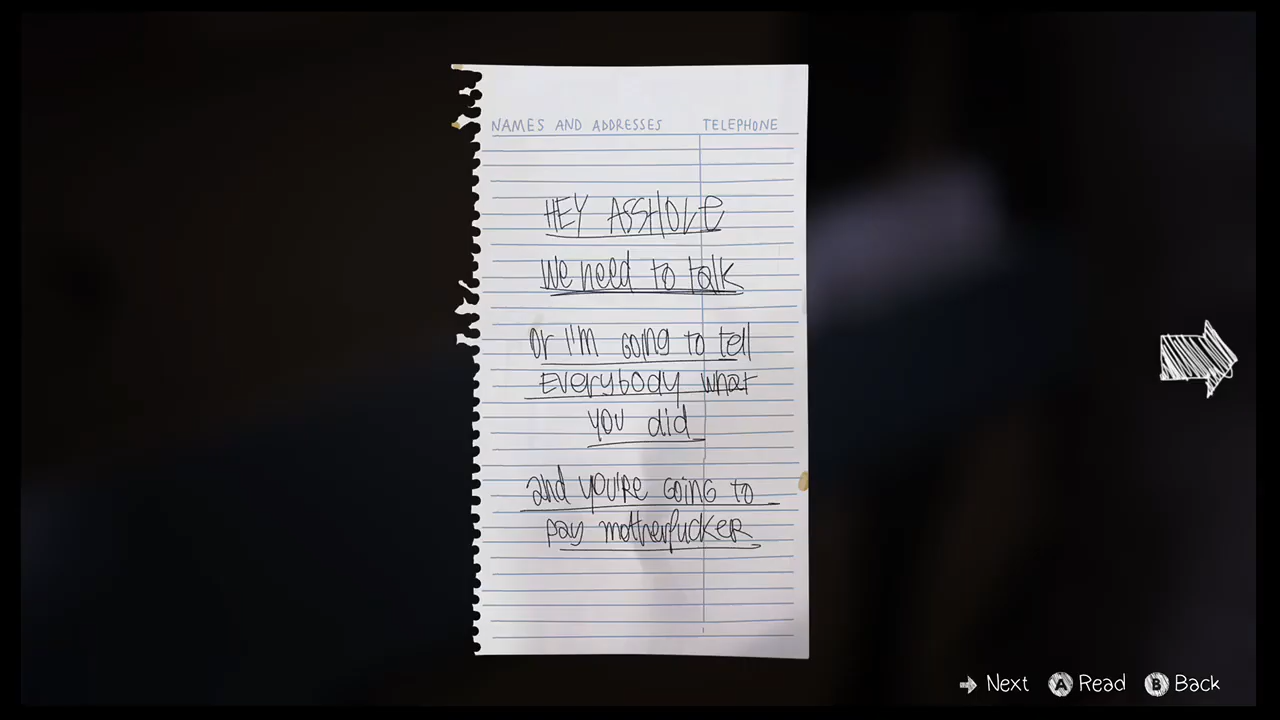 NAMES AND ADDRESSES TELEPHONE
HEY ASSHOLE
We need to talk
Or I'm going to tell
Everybody what
you did
and you're going to
pay motherfucker
Next A Read B Back